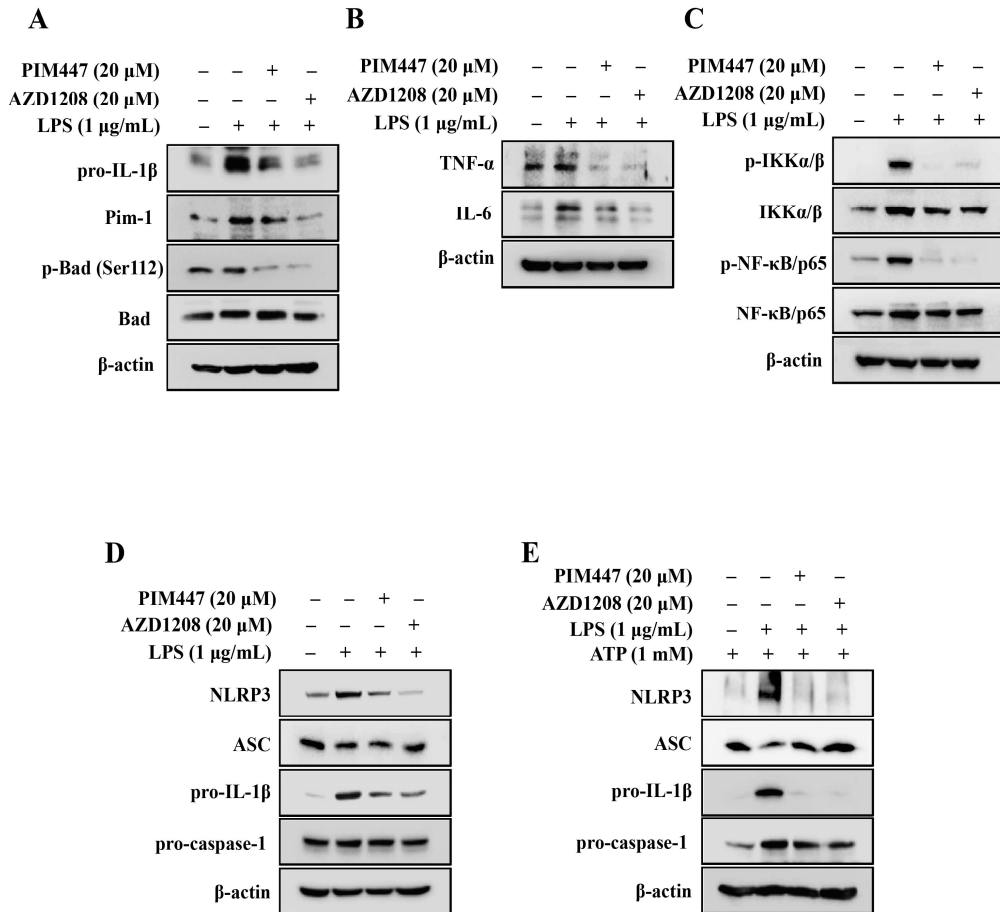 A
PIM447 (20 μM) – – + –
AZD1208 (20 μM) – – – +
LPS (1 μg/mL) – + + +
pro-IL-1β
Pim-1
p-Bad (Ser112)
Bad
β-actin
B
PIM447 (20 μM) – – + –
AZD1208 (20 μM) – – – +
LPS (1 μg/mL) – + + +
TNF-α
IL-6
β-actin
C
PIM447 (20 μM) – – + –
AZD1208 (20 μM) – – – +
LPS (1 μg/mL) – + + +
p-IKKα/β
IKKα/β
p-NF-κB/p65
NF-κB/p65
β-actin
D
PIM447 (20 μM) – – + –
AZD1208 (20 μM) – – – +
LPS (1 μg/mL) – + + +
NLRP3
ASC
pro-IL-1β
pro-caspase-1
β-actin
E
PIM447 (20 μM) – – + –
AZD1208 (20 μM) – – – +
LPS (1 μg/mL) – + + +
ATP (1 mM) + + + +
NLRP3
ASC
pro-IL-1β
pro-caspase-1
β-actin